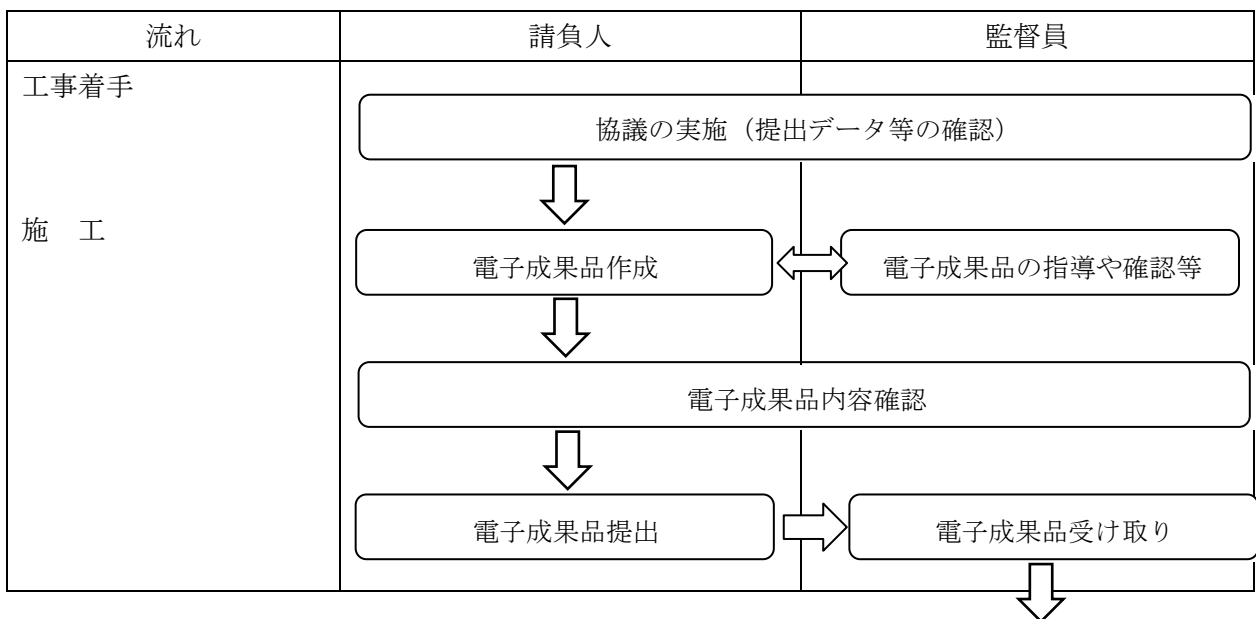 流れ
請負人
監督員
工事着手
協議の実施（提出データ等の確認）
施　工
電子成果品作成
電子成果品の指導や確認等
電子成果品内容確認
電子成果品提出
電子成果品受け取り